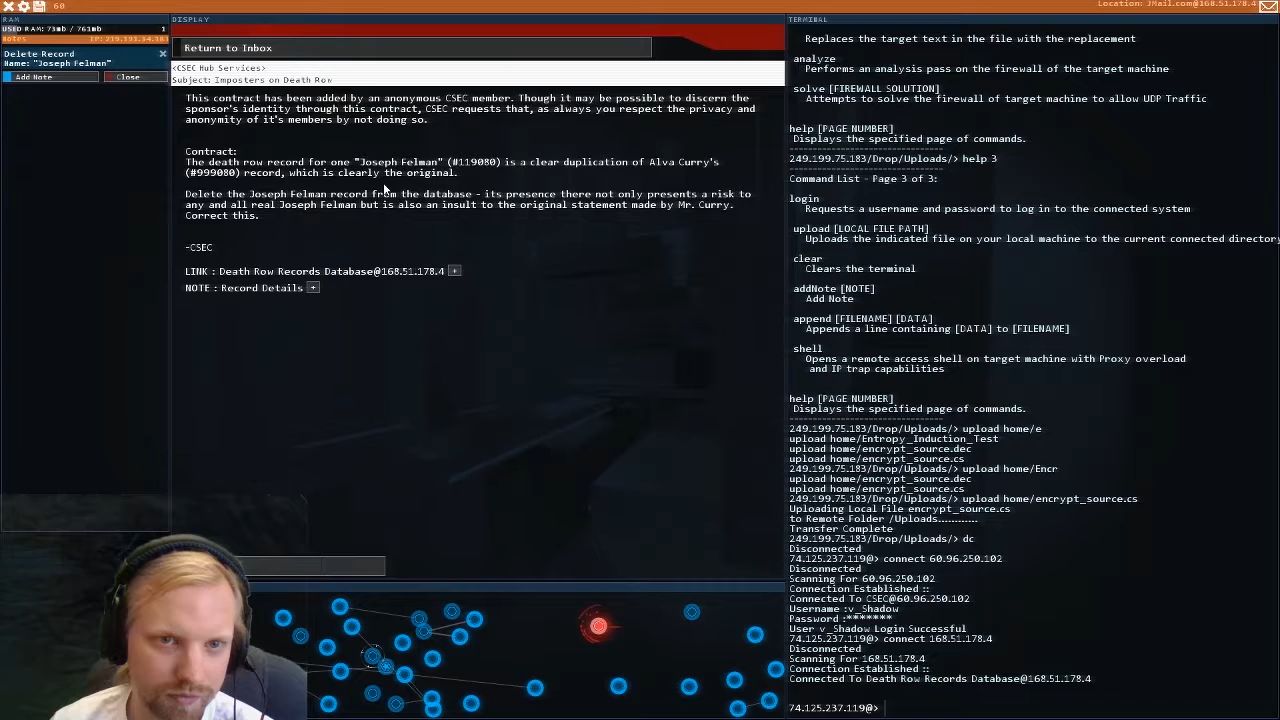 60
Location: JMail.com@168.51.178.4
RAM
USED RAM: 73mb / 761mb
1
Notes
IP: 219.191.34.181
Delete Record
Name: "Joseph Felman"
Add Note
Close
DISPLAY
Return to Inbox
<CSEC Hub Services>
Subject: Imposters on Death Row
This contract has been added by an anonymous CSEC member. Though it may be possible to discern the
sponsor's identity through this contract, CSEC requests that, as always you respect the privacy and
anonymity of it's members by not doing so.
Contract:
The death row record for one "Joseph Felman" (#119080) is a clear duplication of Alva Curry's
(#999080) record, which is clearly the original.
Delete the Joseph Felman record from the database - its presence there not only presents a risk to
any and all real Joseph Felman but is also an insult to the original statement made by Mr. Curry.
Correct this.
-CSEC
LINK : Death Row Records Database@168.51.178.4 +
NOTE : Record Details +
TERMINAL
Replaces the target text in the file with the replacement
analyze
Performs an analysis pass on the firewall of the target machine
solve [FIREWALL SOLUTION]
Attempts to solve the firewall of target machine to allow UDP Traffic
help [PAGE NUMBER]
Displays the specified page of commands.
---------------------------------
249.199.75.183/Drop/Uploads/> help 3
---------------------------------
Command List - Page 3 of 3:
login
Requests a username and password to log in to the connected system
upload [LOCAL FILE PATH]
Uploads the indicated file on your local machine to the current connected directory
clear
Clears the terminal
addNote [NOTE]
Add Note
append [FILENAME] [DATA]
Appends a line containing [DATA] to [FILENAME]
shell
Opens a remote access shell on target machine with Proxy overload
and IP trap capabilities
help [PAGE NUMBER]
Displays the specified page of commands.
---------------------------------
249.199.75.183/Drop/Uploads/> upload home/e
upload home/Entropy_Induction_Test
upload home/encrypt_source.dec
upload home/encrypt_source.cs
249.199.75.183/Drop/Uploads/> upload home/Encr
upload home/encrypt_source.dec
upload home/encrypt_source.cs
249.199.75.183/Drop/Uploads/> upload home/encrypt_source.cs
Uploading Local File encrypt_source.cs
to Remote Folder /Uploads............
Transfer Complete
249.199.75.183/Drop/Uploads/> dc
Disconnected
74.125.237.119@> connect 60.96.250.102
Disconnected
Scanning For 60.96.250.102
Connection Established ::
Connected To CSEC@60.96.250.102
Username :v_Shadow
Password :*******
User v_Shadow Login Successful
74.125.237.119@> connect 168.51.178.4
Disconnected
Scanning For 168.51.178.4
Connection Established ::
Connected To Death Row Records Database@168.51.178.4
74.125.237.119@>